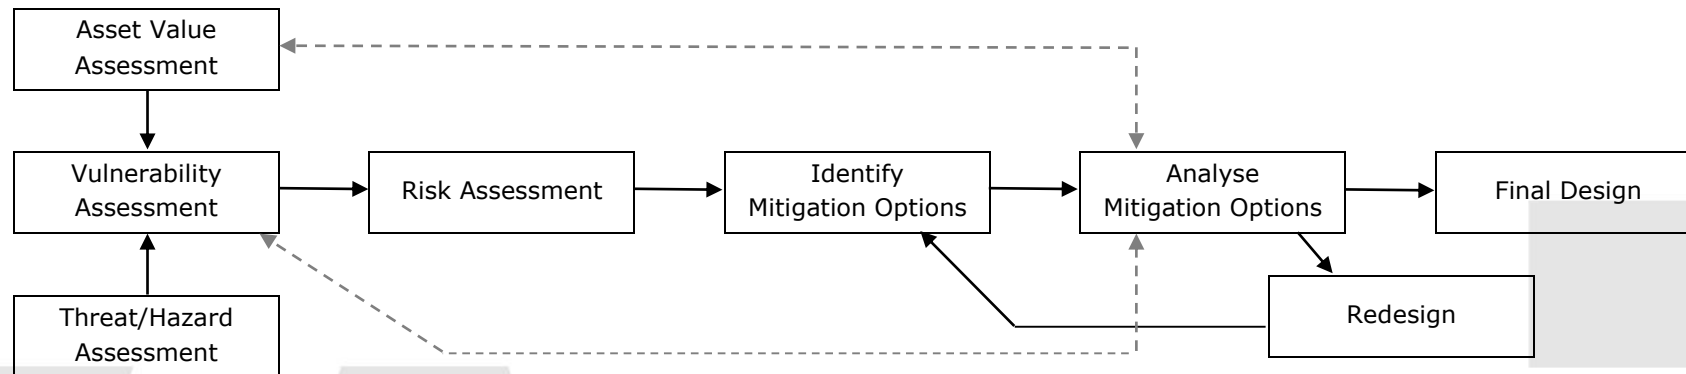 Asset Value
Assessment
Vulnerability
Assessment
Risk Assessment
Identify
Mitigation Options
Analyse
Mitigation Options
Final Design
Threat/Hazard
Assessment
Redesign